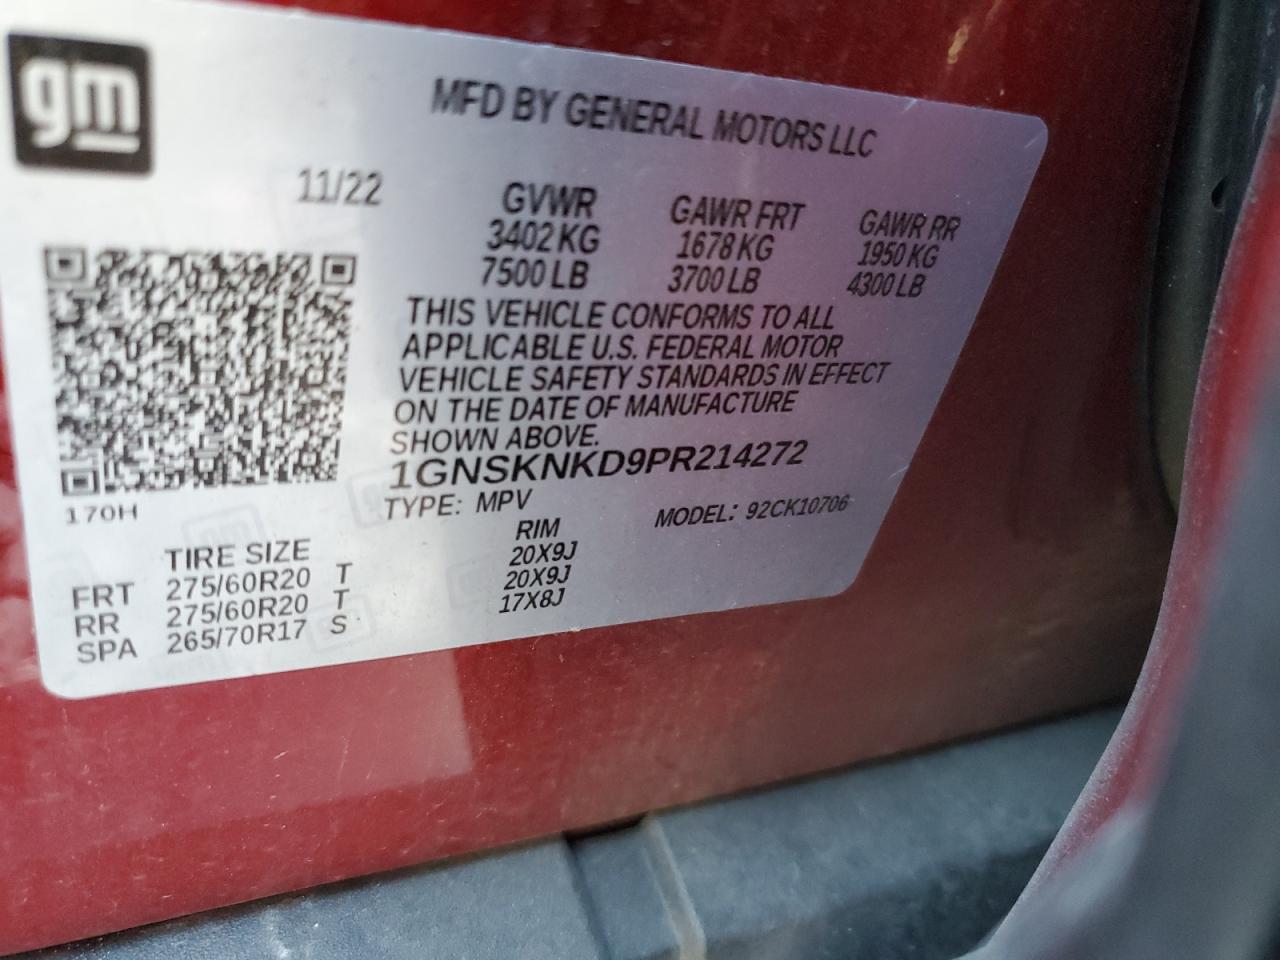 gm
MFD BY GENERAL MOTORS LLC
11/22
GVWR GAWR FRT GAWR RR
3402 KG 1678 KG 1950 KG
7500 LB 3700 LB 4300 LB
THIS VEHICLE CONFORMS TO ALL
APPLICABLE U.S. FEDERAL MOTOR
VEHICLE SAFETY STANDARDS IN EFFECT
ON THE DATE OF MANUFACTURE
SHOWN ABOVE.
1GNSKNKD9PR214272
TYPE: MPV MODEL: 92CK10706
170H
TIRE SIZE RIM
FRT 275/60R20 T 20X9J
RR 275/60R20 T 20X9J
SPA 265/70R17 S 17X8J